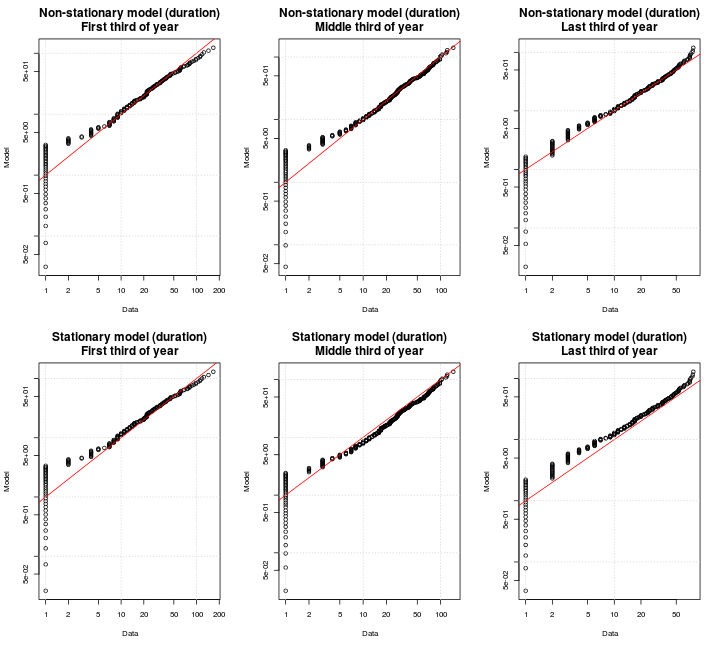 Non-stationary model (duration)
First third of year
Model
5e-02 5e-01 5e+00 5e+01
1 2 5 10 20 50 100 200
Data
Non-stationary model (duration)
Middle third of year
Model
5e-02 5e-01 5e+00 5e+01
1 2 5 10 20 50 100
Data
Non-stationary model (duration)
Last third of year
Model
5e-02 5e-01 5e+00 5e+01
1 2 5 10 20 50
Data
Stationary model (duration)
First third of year
Model
5e-02 5e-01 5e+00 5e+01
1 2 5 10 20 50 100 200
Data
Stationary model (duration)
Middle third of year
Model
5e-02 5e-01 5e+00 5e+01
1 2 5 10 20 50 100
Data
Stationary model (duration)
Last third of year
Model
5e-02 5e-01 5e+00 5e+01
1 2 5 10 20 50
Data